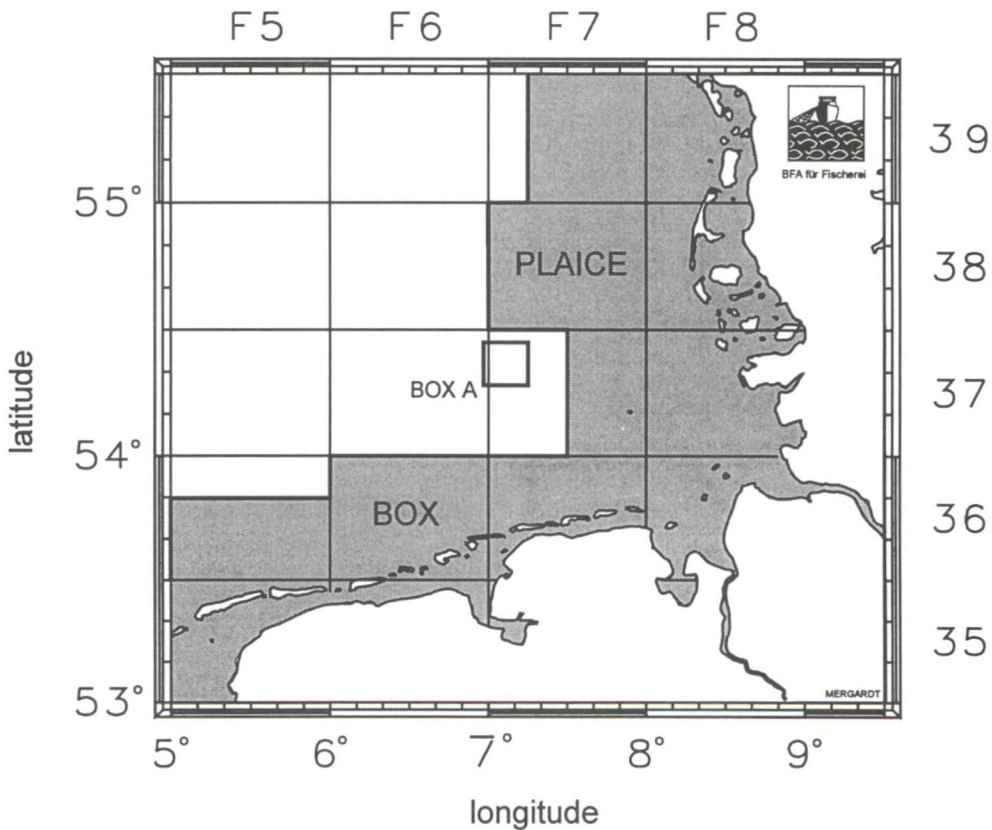 F5 F6 F7 F8
39
BFA für Fischerei
55°
38
PLAICE
BOX A
37
latitude
54°
BOX
36
35
53°
MERGARDT
5° 6° 7° 8° 9°
longitude